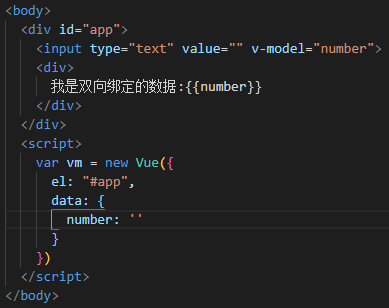 <body>
  <div id="app">
    <input type="text" value="" v-model="number">
    <div>
      我是双向绑定的数据:{{number}}
    </div>
  </div>
  <script>
    var vm = new Vue({
      el: "#app",
      data: {
        number: ''
      }
    })
  </script>
</body>